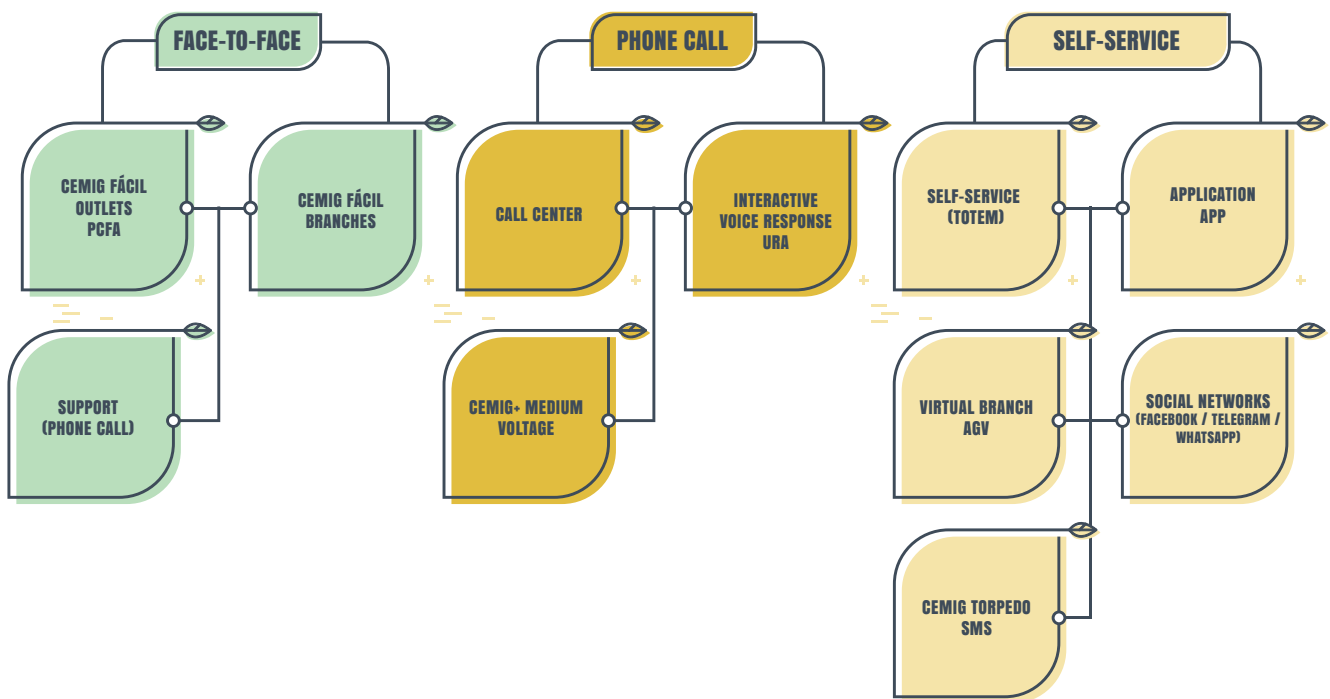 FACE-TO-FACE
CEMIG FÁCIL
OUTLETS
PCFA
CEMIG FÁCIL
BRANCHES
SUPPORT
(PHONE CALL)
PHONE CALL
CALL CENTER
INTERACTIVE
VOICE RESPONSE
URA
CEMIG+ MEDIUM
VOLTAGE
SELF-SERVICE
SELF-SERVICE
(TOTEM)
APPLICATION
APP
VIRTUAL BRANCH
AGV
SOCIAL NETWORKS
(FACEBOOK / TELEGRAM /
WHATSAPP)
CEMIG TORPEDO
SMS